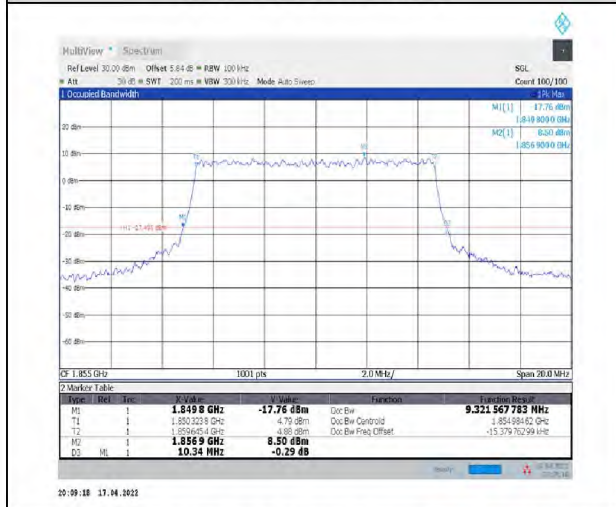 MultiView Spectrum
Ref Level 30.00 dBm Offset 5.84 dB RBW 100 kHz SGL
Att 30 dB SWT 200 ms VBW 300 kHz Mode Auto Sweep Count 100/100
1 Occupied Bandwidth 1Pk Max
M1[1] -17.76 dBm
1.849 800 0 GHz
M2[1] 8.50 dBm
1.856 900 0 GHz
20 dBm
10 dBm
0 dBm
-10 dBm
-20 dBm
-30 dBm
-40 dBm
-50 dBm
-60 dBm
CF 1.855 GHz 1001 pts 2.0 MHz/ Span 20.0 MHz
2 Marker Table
Type Ref Trc X-Value Y-Value Function Function Result
M1 1 1.849 8 GHz -17.76 dBm Occ Bw 9.321 567 783 MHz
T1 1 1.850 323 8 GHz 4.79 dBm Occ Bw Centroid 1.854 984 62 GHz
T2 1 1.859 645 4 GHz 4.88 dBm Occ Bw Freq Offset -15.379 762 99 kHz
M2 1 1.856 9 GHz 8.50 dBm
D3 M1 1 10.34 MHz -0.29 dB
20:09:18 17.04.2022